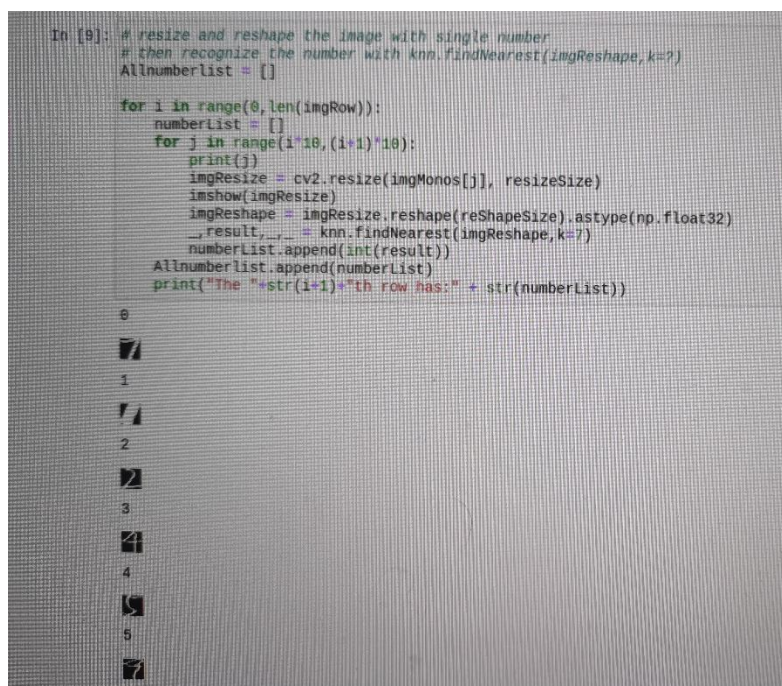 In [9]: # resize and reshape the image with single number
# then recognize the number with knn.findNearest(imgReshape,k=?)
Allnumberlist = []
for i in range(0,len(imgRow)):
numberList = []
for j in range(i*10,(i+1)*10):
print(j)
imgResize = cv2.resize(imgMonos[j], resizeSize)
imshow(imgResize)
imgReshape = imgResize.reshape(reShapeSize).astype(np.float32)
_,result,_,_ = knn.findNearest(imgReshape,k=7)
numberList.append(int(result))
Allnumberlist.append(numberList)
print("The "+str(i+1)+"th row has:" + str(numberList))
0
1
2
2
3
4
4
5
5